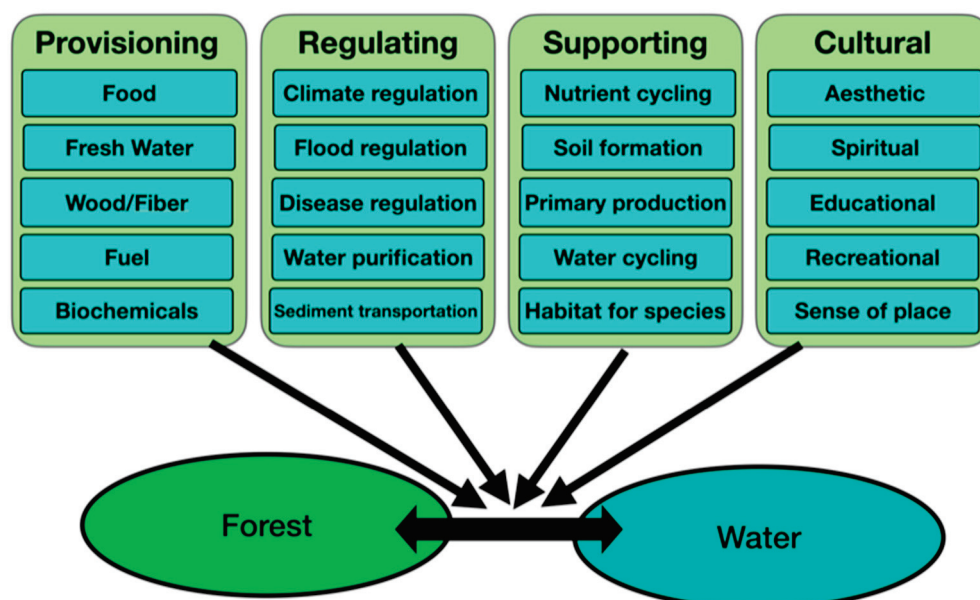 Provisioning
Food
Fresh Water
Wood/Fiber
Fuel
Biochemicals
Regulating
Climate regulation
Flood regulation
Disease regulation
Water purification
Sediment transportation
Supporting
Nutrient cycling
Soil formation
Primary production
Water cycling
Habitat for species
Cultural
Aesthetic
Spiritual
Educational
Recreational
Sense of place
Forest
Water